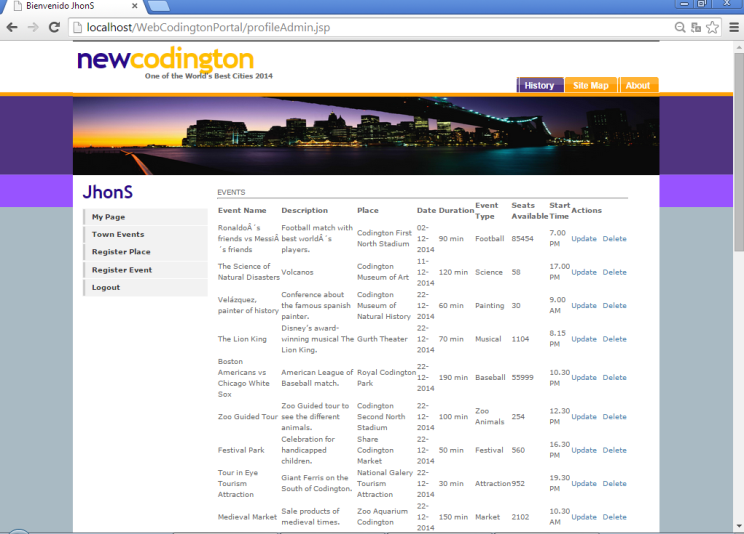 Bienvenido JhonS
localhost/WebCodingtonPortal/profileAdmin.jsp
newcodington
One of the World's Best Cities 2014
History Site Map About
JhonS
My Page
Town Events
Register Place
Register Event
Logout
EVENTS
Event Name Description Place Date Duration Event Type Seats Available Start Time Actions
RonaldoÂ´s friends vs MessiÂ´s friends Football match with best worldÂ´s players. Codington First North Stadium 02-12-2014 90 min Football 85454 7.00 PM Update Delete
The Science of Natural Disasters Volcanos Codington Museum of Art 11-12-2014 120 min Science 58 17.00 PM Update Delete
Velázquez, painter of history Conference about the famous spanish painter. Codington Museum of Natural History 22-12-2014 60 min Painting 30 9.00 AM Update Delete
The Lion King Disney's award-winning musical The Lion King. Gurth Theater 22-12-2014 70 min Musical 1104 8.15 PM Update Delete
Boston Americans vs Chicago White Sox American League of Baseball match. Royal Codington Park 22-12-2014 190 min Baseball 55999 10.30 PM Update Delete
Zoo Guided Tour Zoo Guided tour to see the different animals. Codington Second North Stadium 22-12-2014 100 min Zoo Animals 254 12.30 PM Update Delete
Festival Park Celebration for handicapped children. Share Codington Market 22-12-2014 50 min Festival 560 16.30 PM Update Delete
Tour in Eye Tourism Attraction Giant Ferris on the South of Codington. National Galery Tourism Attraction 22-12-2014 30 min Attraction 952 19.30 PM Update Delete
Medieval Market Sale products of medieval times. Zoo Aquarium Codington 22-12-2014 150 min Market 2102 10.30 AM Update Delete